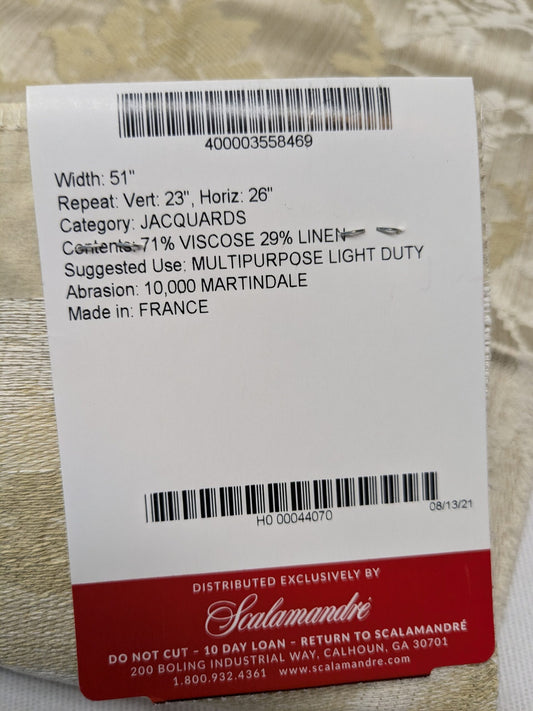 400003558469
Width: 51"
Repeat: Vert: 23", Horiz: 26"
Category: JACQUARDS
Contents: 71% VISCOSE 29% LINEN
Suggested Use: MULTIPURPOSE LIGHT DUTY
Abrasion: 10,000 MARTINDALE
Made in: FRANCE
H0 00044070
08/13/21
DISTRIBUTED EXCLUSIVELY BY
Scalamandré
DO NOT CUT – 10 DAY LOAN – RETURN TO SCALAMANDRÉ
200 BOLING INDUSTRIAL WAY, CALHOUN, GA 30701
1.800.932.4361 www.scalamandre.com